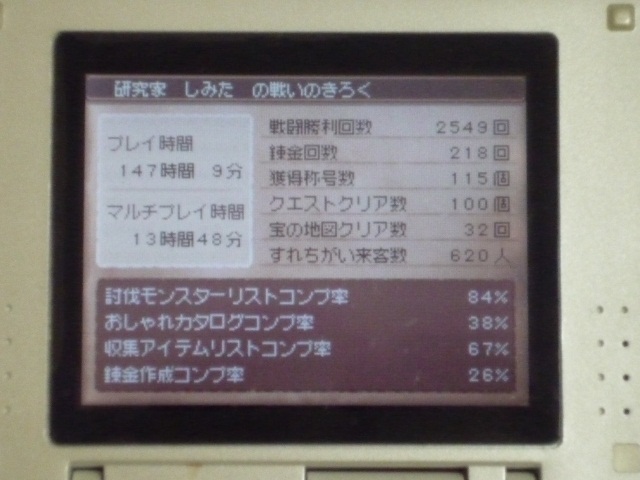 研究家 しみた の戦いのきろく
プレイ時間
147時間 9分
マルチプレイ時間
13時間48分
戦闘勝利回数 2549回
錬金回数 218回
獲得称号数 115個
クエストクリア数 100個
宝の地図クリア数 32回
すれちがい来客数 620人
討伐モンスターリストコンプ率 84%
おしゃれカタログコンプ率 38%
収集アイテムリストコンプ率 67%
錬金作成コンプ率 26%